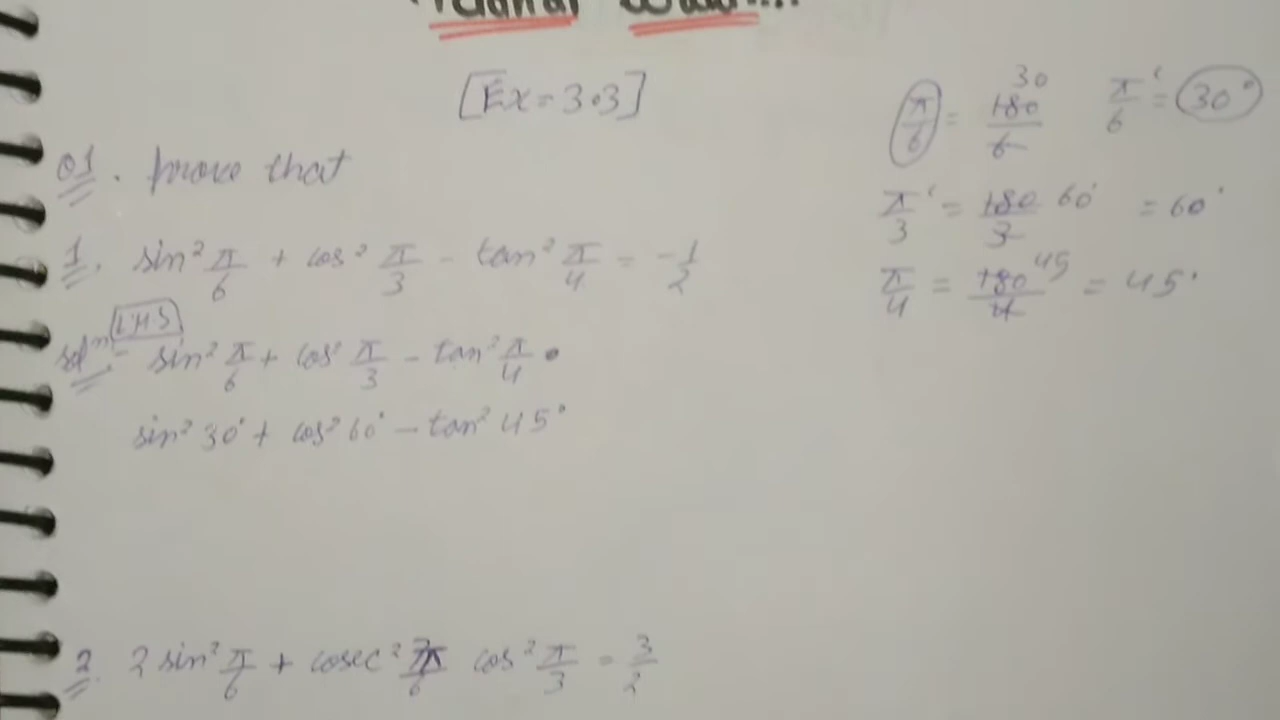 [Ex = 3.3]
Q1. prove that
1. sin² π/6 + cos² π/3 - tan² π/4 = -1/2
solⁿ:- LHS
sin² π/6 + cos² π/3 - tan² π/4
sin² 30° + cos² 60° - tan² 45°
2. 2 sin² π/6 + cosec² 7π/6 cos² π/3 = 3/2
π/6 = 180/6 30 π/6ᶜ = 30°
π/3ᶜ = 180/3 60° = 60°
π/4 = 180/4 45 = 45°